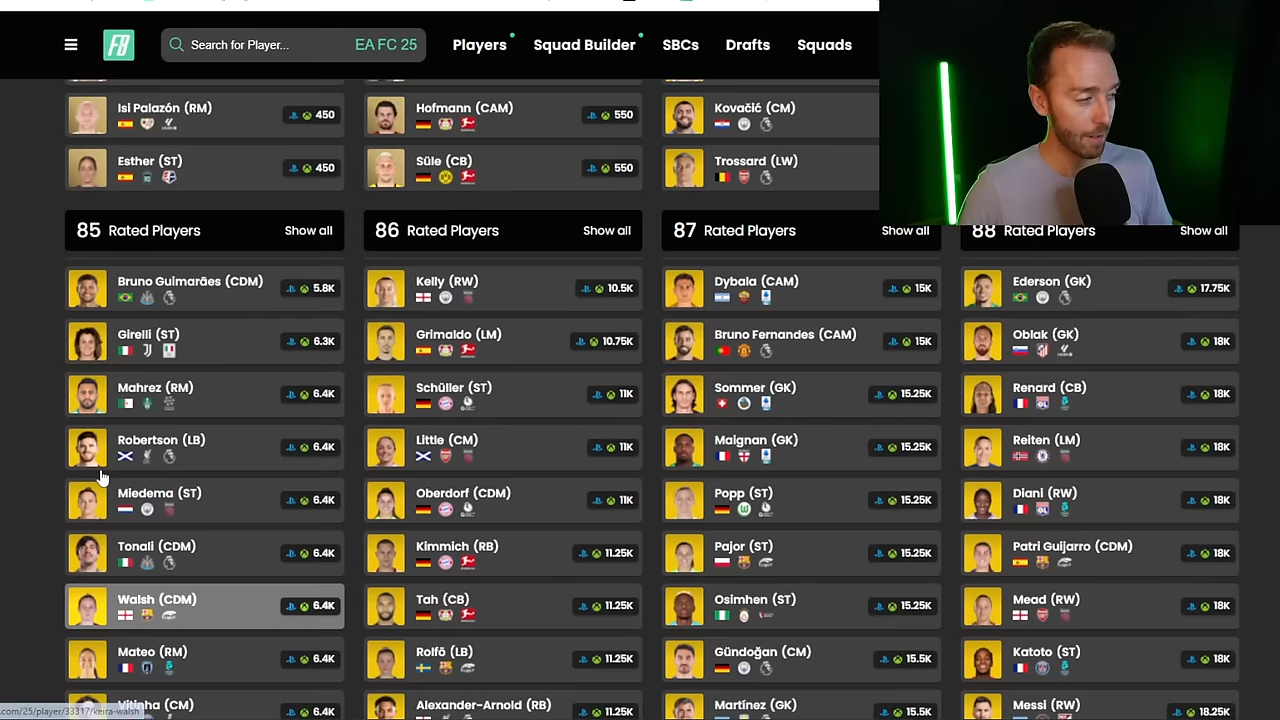 FB
Search for Player...
EA FC 25
Players
Squad Builder
SBCs
Drafts
Squads
Isi Palazón (RM)
450
Hofmann (CAM)
550
Kovačić (CM)
Esther (ST)
450
Süle (CB)
550
Trossard (LW)
85 Rated Players
Show all
86 Rated Players
Show all
87 Rated Players
Show all
88 Rated Players
Show all
Bruno Guimarães (CDM)
5.8K
Kelly (RW)
10.5K
Dybala (CAM)
15K
Ederson (GK)
17.75K
Girelli (ST)
6.3K
Grimaldo (LM)
10.75K
Bruno Fernandes (CAM)
15K
Oblak (GK)
18K
Mahrez (RM)
6.4K
Schüller (ST)
11K
Sommer (GK)
15.25K
Renard (CB)
18K
Robertson (LB)
6.4K
Little (CM)
11K
Maignan (GK)
15.25K
Reiten (LM)
18K
Miedema (ST)
6.4K
Oberdorf (CDM)
11K
Popp (ST)
15.25K
Diani (RW)
18K
Tonali (CDM)
6.4K
Kimmich (RB)
11.25K
Pajor (ST)
15.25K
Patri Guijarro (CDM)
18K
Walsh (CDM)
6.4K
Tah (CB)
11.25K
Osimhen (ST)
15.25K
Mead (RW)
18K
Mateo (RM)
6.4K
Rolfö (LB)
11.25K
Gündoğan (CM)
15.5K
Katoto (ST)
18K
Vitinha (CM)
6.4K
Alexander-Arnold (RB)
11.25K
Martínez (GK)
15.5K
Messi (RW)
18.25K
.com/25/player/33317/keira-walsh